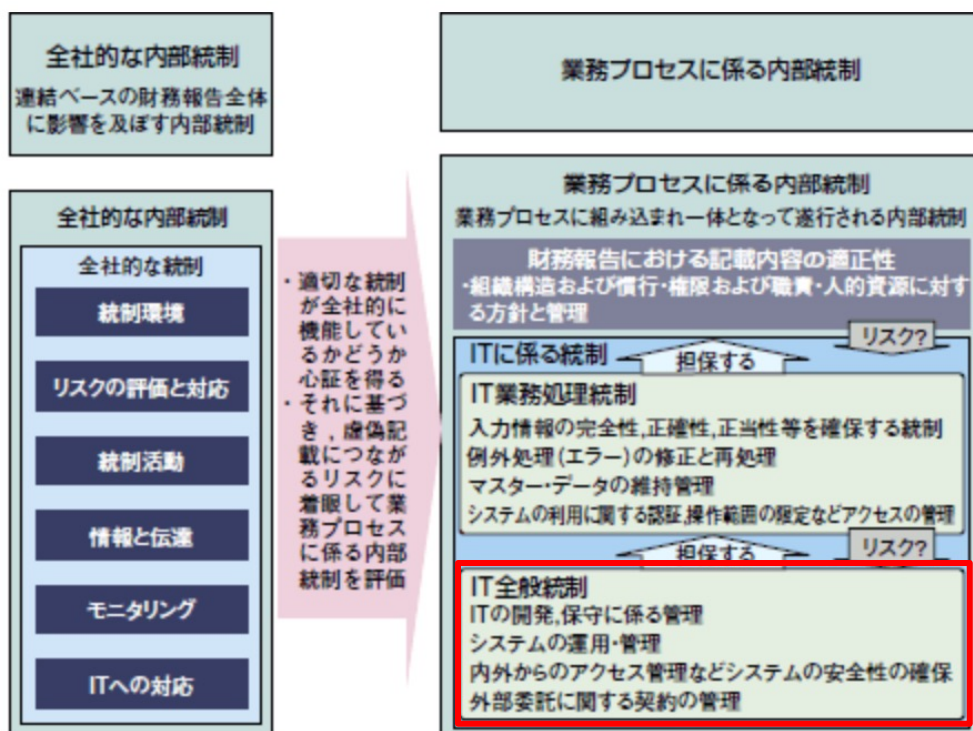 全社的な内部統制
連結ベースの財務報告全体
に影響を及ぼす内部統制
業務プロセスに係る内部統制
全社的な内部統制
全社的な統制
統制環境
リスクの評価と対応
統制活動
情報と伝達
モニタリング
ITへの対応
・適切な統制
が全社的に
機能してい
るかどうか
心証を得る
・それに基づ
き，虚偽記
載につなが
るリスクに
着眼して業
務プロセス
に係る内部
統制を評価
業務プロセスに係る内部統制
業務プロセスに組み込まれ一体となって遂行される内部統制
財務報告における記載内容の適正性
・組織構造および慣行・権限および職責・人的資源に対す
る方針と管理
リスク?
ITに係る統制
担保する
IT業務処理統制
入力情報の完全性,正確性,正当性等を確保する統制
例外処理(エラー)の修正と再処理
マスター・データの維持管理
システムの利用に関する認証,操作範囲の限定などアクセスの管理
担保する
リスク?
IT全般統制
ITの開発,保守に係る管理
システムの運用・管理
内外からのアクセス管理などシステムの安全性の確保
外部委託に関する契約の管理